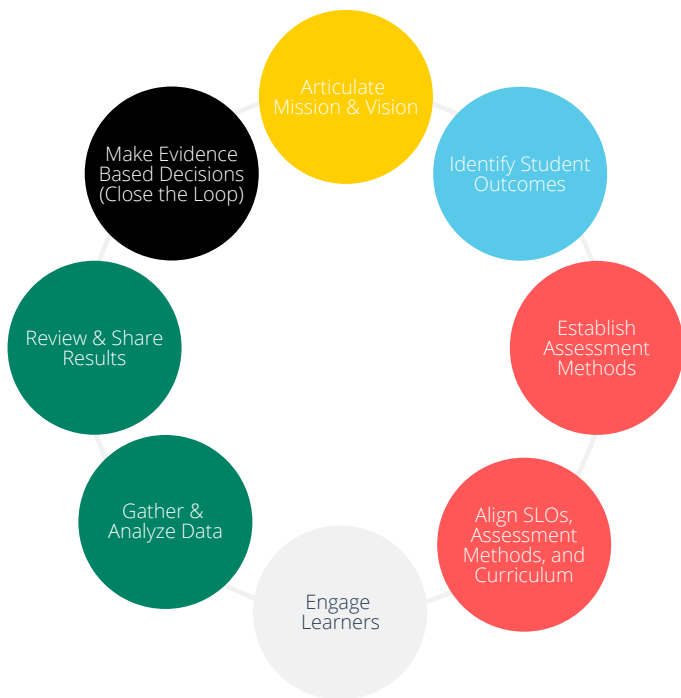 Articulate
Mission & Vision
Identify Student
Outcomes
Establish
Assessment
Methods
Align SLOs,
Assessment
Methods, and
Curriculum
Engage
Learners
Gather &
Analyze Data
Review & Share
Results
Make Evidence
Based Decisions
(Close the Loop)